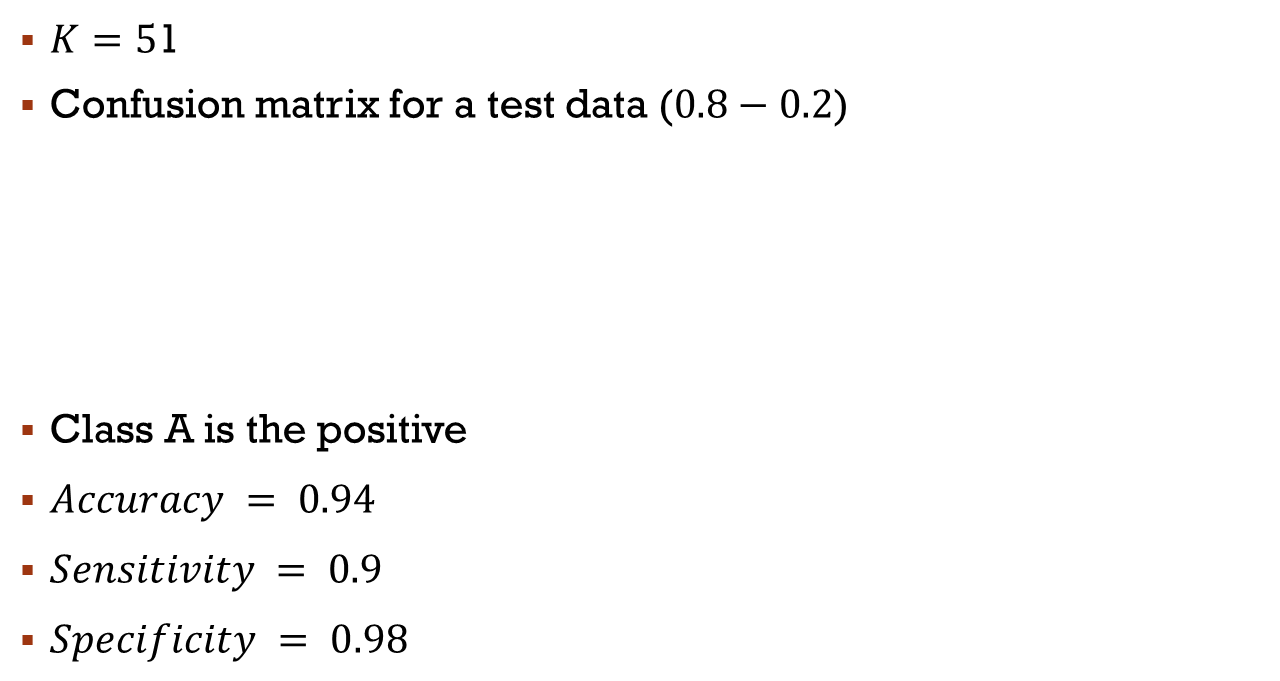 ▪ K = 51
▪ Confusion matrix for a test data (0.8 − 0.2)
▪ Class A is the positive
▪ Accuracy = 0.94
▪ Sensitivity = 0.9
▪ Specificity = 0.98